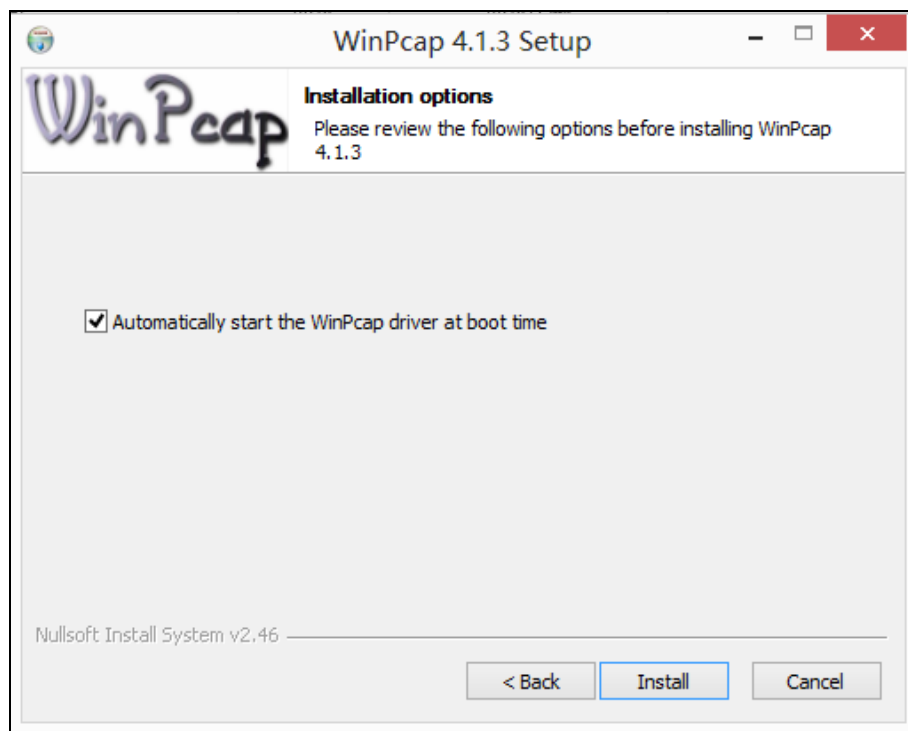 WinPcap 4.1.3 Setup
WinPcap
Installation options
Please review the following options before installing WinPcap
4.1.3
Automatically start the WinPcap driver at boot time
Nullsoft Install System v2.46
< Back
Install
Cancel